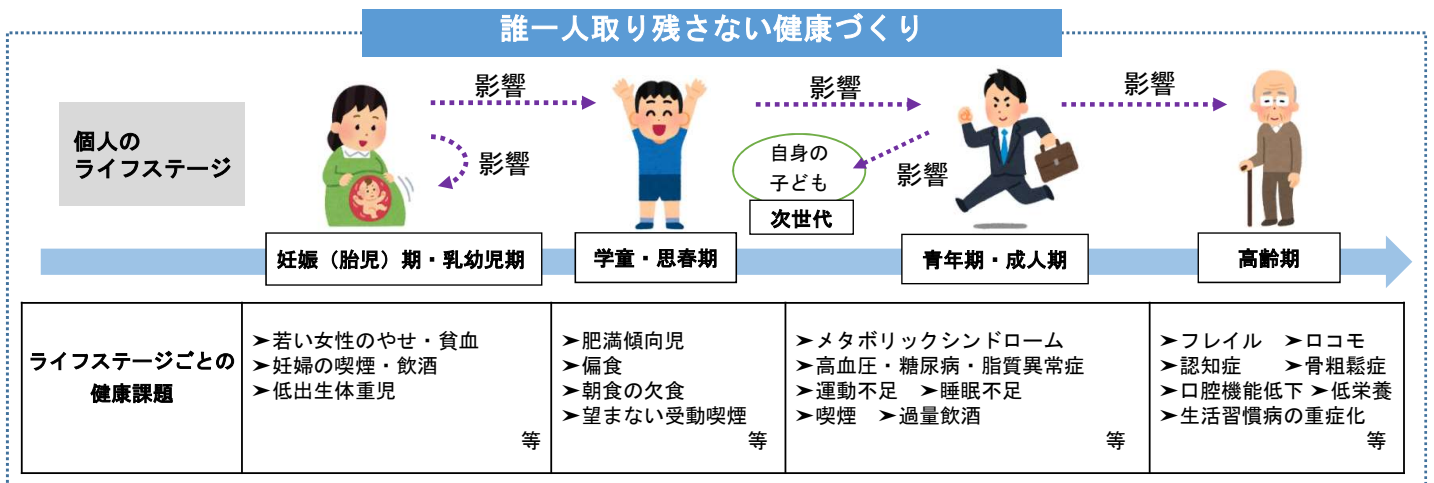 誰一人取り残さない健康づくり
個人の
ライフステージ
影響
影響
影響
影響
影響
自身の
子ども
次世代
妊娠（胎児）期・乳幼児期
学童・思春期
青年期・成人期
高齢期
ライフステージごとの
健康課題
➤若い女性のやせ・貧血
➤妊婦の喫煙・飲酒
➤低出生体重児
等
➤肥満傾向児
➤偏食
➤朝食の欠食
➤望まない受動喫煙
等
➤メタボリックシンドローム
➤高血圧・糖尿病・脂質異常症
➤運動不足 ➤睡眠不足
➤喫煙 ➤過量飲酒
等
➤フレイル ➤ロコモ
➤認知症 ➤骨粗鬆症
➤口腔機能低下 ➤低栄養
➤生活習慣病の重症化
等